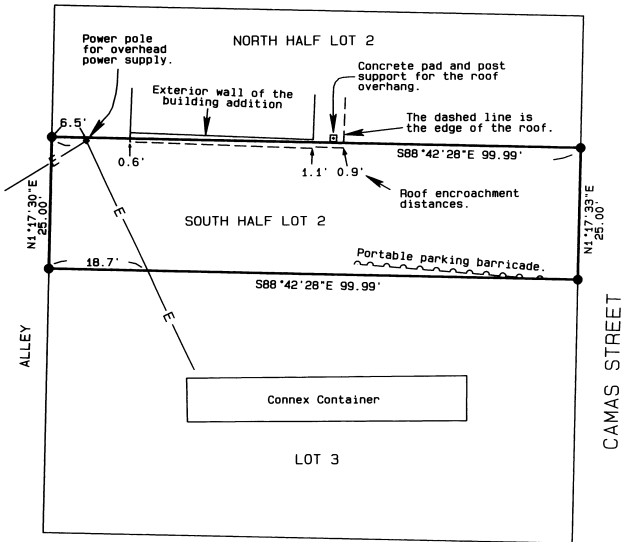 Power pole
for overhead
power supply.
NORTH HALF LOT 2
Concrete pad and post
support for the roof
overhang.
Exterior wall of the
building addition
The dashed line is
the edge of the roof.
6.5'
S88°42'28"E 99.99'
0.6'
1.1' 0.9'
Roof encroachment
distances.
E
E
N1°17'30"E
25.00'
SOUTH HALF LOT 2
N1°17'33"E
25.00'
18.7'
Portable parking barricade.
S88°42'28"E 99.99'
E
ALLEY
CAMAS STREET
Connex Container
LOT 3